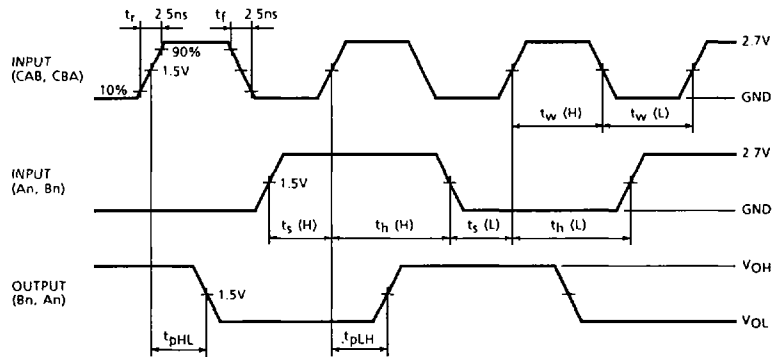 tr 2 5ns tf 2 5ns
INPUT
(CAB, CBA)
90%
1.5V
10%
2.7V
GND
tw (H) tw (L)
INPUT
(An, Bn)
1.5V
2.7V
GND
ts (H) th (H) ts (L) th (L)
OUTPUT
(Bn, An)
1.5V
VOH
VOL
tpHL tpLH